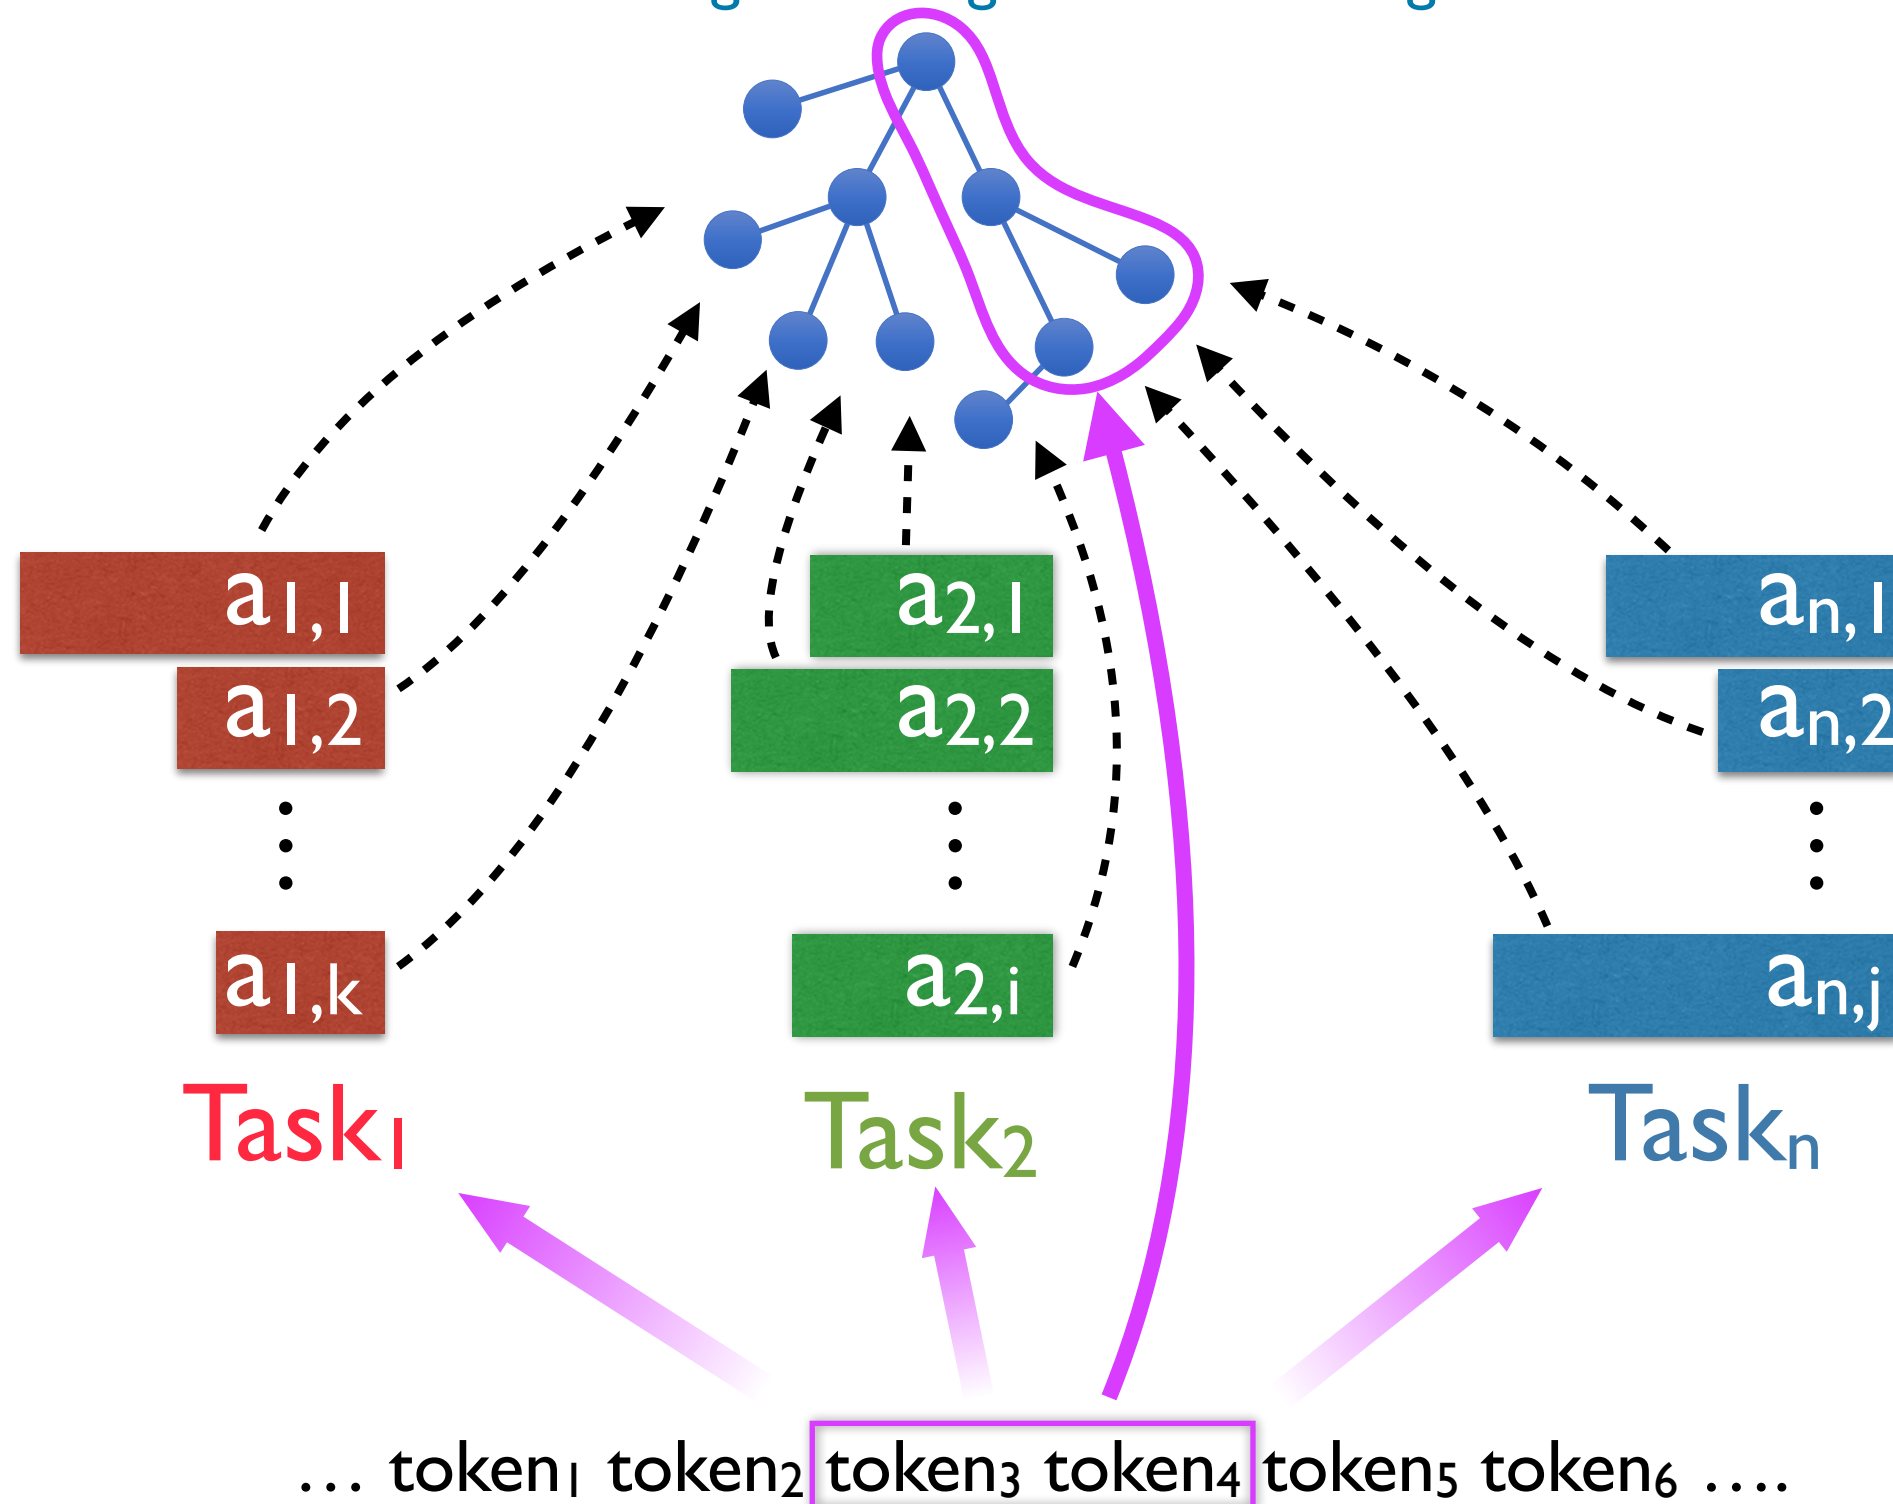 a1,1 a2,1 an,1
a1,2 a2,2 an,2
a1,k a2,i an,j
Task1 Task2 Taskn
… token1 token2 token3 token4 token5 token6 ….